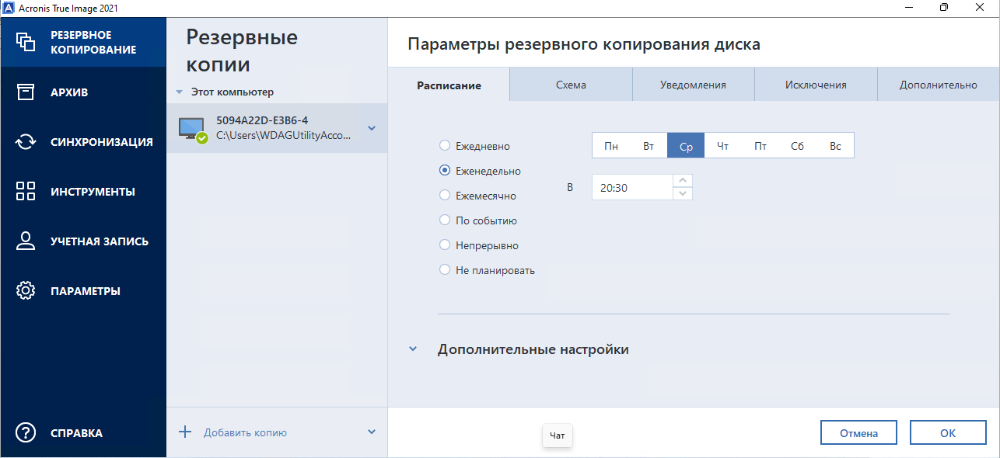 Acronis True Image 2021
РЕЗЕРВНОЕ
КОПИРОВАНИЕ
АРХИВ
СИНХРОНИЗАЦИЯ
ИНСТРУМЕНТЫ
УЧЕТНАЯ ЗАПИСЬ
ПАРАМЕТРЫ
СПРАВКА
Резервные
копии
Этот компьютер
5094A22D-E3B6-4
C:\Users\WDAGUtilityAcco...
Добавить копию
Параметры резервного копирования диска
Расписание
Схема
Уведомления
Исключения
Дополнительно
Ежедневно
Еженедельно
Ежемесячно
По событию
Непрерывно
Не планировать
Пн Вт Ср Чт Пт Сб Вс
В 20:30
Дополнительные настройки
Чат
Отмена
ОК